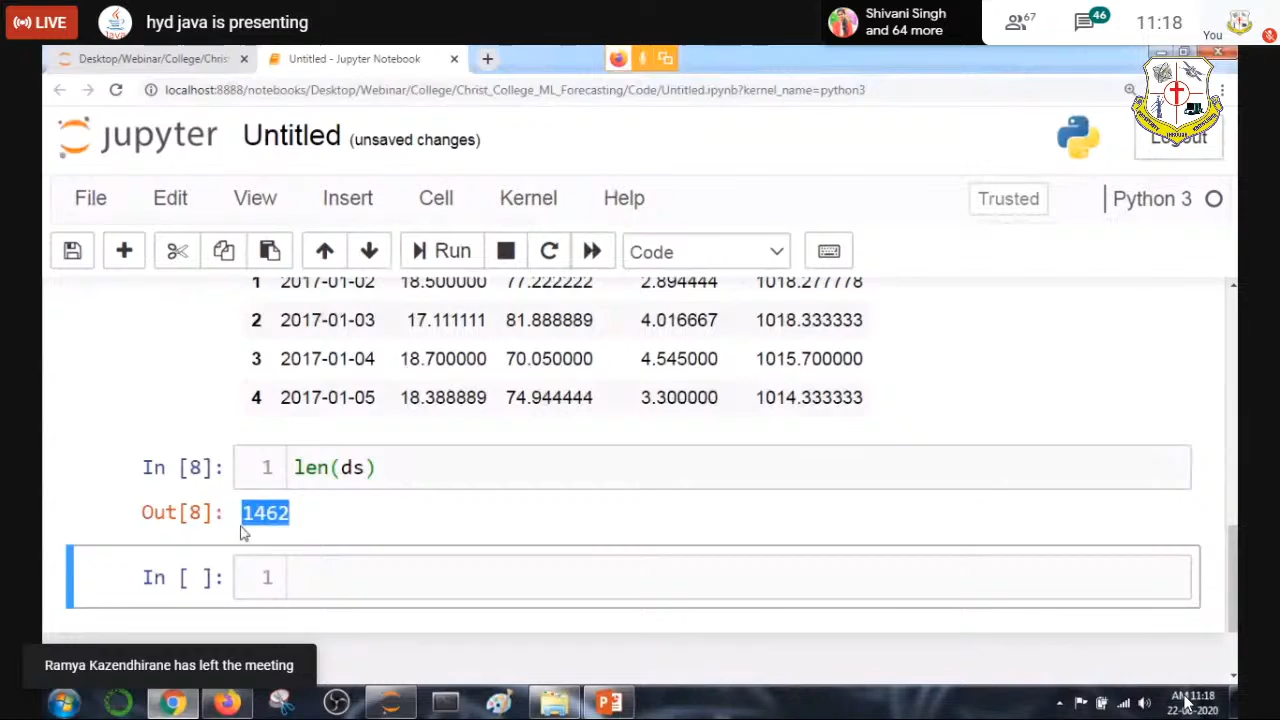 LIVE
hyd java is presenting
Shivani Singh
and 64 more
67
46
11:18
You
Desktop/Webinar/College/Christ
Untitled - Jupyter Notebook
localhost:8888/notebooks/Desktop/Webinar/College/Christ_College_ML_Forecasting/Code/Untitled.ipynb?kernel_name=python3
jupyter Untitled (unsaved changes)
Logout
File Edit View Insert Cell Kernel Help
Trusted
Python 3
Run
Code
1 2017-01-02 18.500000 77.222222 2.894444 1018.277778
2 2017-01-03 17.111111 81.888889 4.016667 1018.333333
3 2017-01-04 18.700000 70.050000 4.545000 1015.700000
4 2017-01-05 18.388889 74.944444 3.300000 1014.333333
In [8]: 1 len(ds)
Out[8]: 1462
In [ ]: 1
Ramya Kazendhirane has left the meeting
AM 11:18
22-06-2020